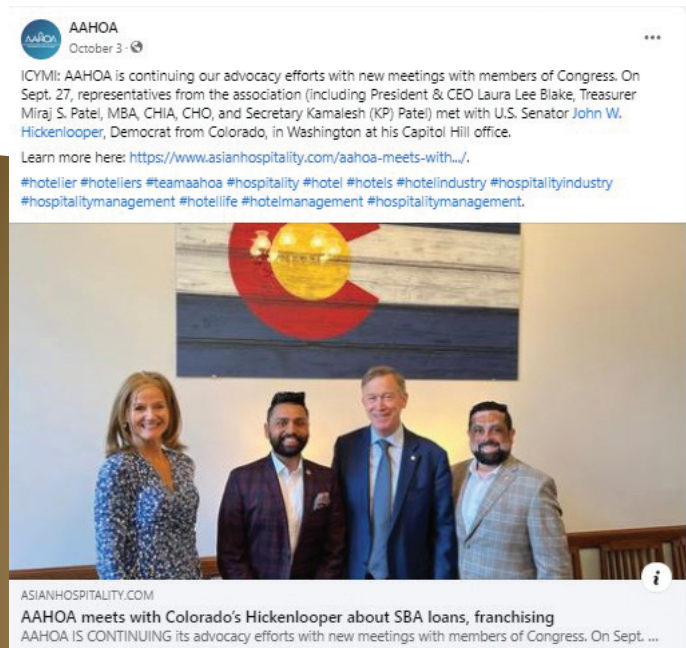 AAHOA
AAHOA
October 3 ·
ICYMI: AAHOA is continuing our advocacy efforts with new meetings with members of Congress. On
Sept. 27, representatives from the association (including President & CEO Laura Lee Blake, Treasurer
Miraj S. Patel, MBA, CHIA, CHO, and Secretary Kamalesh (KP) Patel) met with U.S. Senator John W.
Hickenlooper, Democrat from Colorado, in Washington at his Capitol Hill office.
Learn more here: https://www.asianhospitality.com/aahoa-meets-with.../.
#hotelier #hoteliers #teamaahoa #hospitality #hotel #hotels #hotelindustry #hospitalityindustry
#hospitalitymanagement #hotellife #hotelmanagement #hospitalitymanagement.
i
ASIANHOSPITALITY.COM
AAHOA meets with Colorado's Hickenlooper about SBA loans, franchising
AAHOA IS CONTINUING its advocacy efforts with new meetings with members of Congress. On Sept. ...